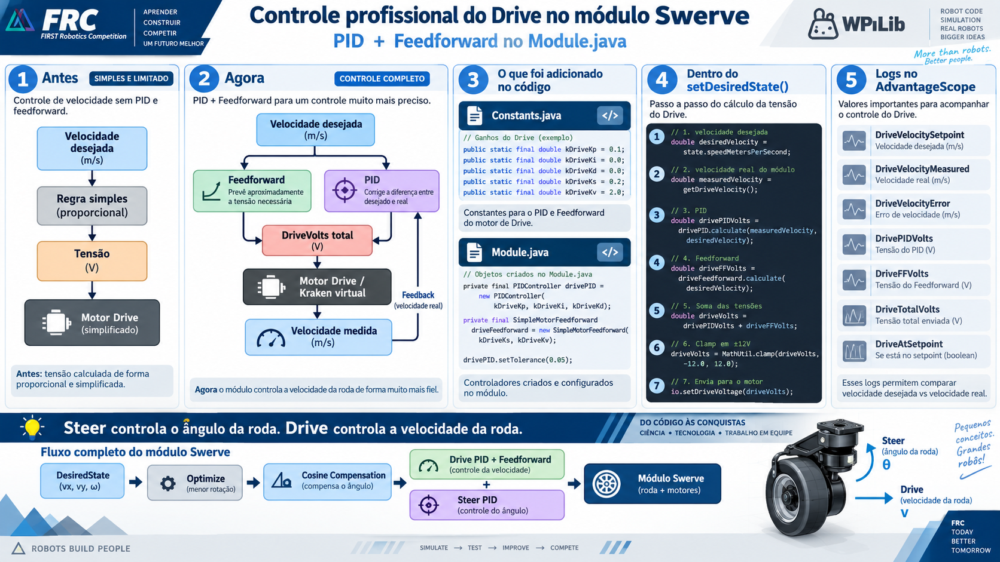 FRC
FIRST Robotics Competition
APRENDER
CONSTRUIR
COMPETIR
UM FUTURO MELHOR
Controle profissional do Drive no módulo Swerve
PID + Feedforward no Module.java
WPiLib
ROBOT CODE
SIMULATION
REAL ROBOTS
BIGGER IDEAS
More than robots.
Better people.
1 Antes
SIMPLES E LIMITADO
Controle de velocidade sem PID e
feedforward.
Velocidade
desejada
(m/s)
Regra simples
(proporcional)
Tensão
(V)
Motor Drive
(simplificado)
Antes: tensão calculada de forma
proporcional e simplificada.
2 Agora
CONTROLE COMPLETO
PID + Feedforward para um controle muito mais preciso.
Velocidade desejada
(m/s)
Feedforward
Prevê aproximadamente
a tensão necessária
PID
Corrige a diferença entre
desejado e real
DriveVolts total
(V)
Motor Drive /
Kraken virtual
Feedback
(velocidade real)
Velocidade medida
(m/s)
Agora o módulo controla a velocidade da roda de forma muito mais fiel.
3 O que foi adicionado
no código
Constants.java
</>
// Ganhos do Drive (exemplo)
public static final double kDriveKp = 0.1;
public static final double kDriveKi = 0.0;
public static final double kDriveKd = 0.0;
public static final double kDriveKs = 0.2;
public static final double kDriveKv = 2.0;
Constantes para o PID e Feedforward
do motor de Drive.
Module.java
</>
// Objetos criados no Module.java
private final PIDController drivePID =
new PIDController(
kDriveKp, kDriveKi, kDriveKd);
private final SimpleMotorFeedforward
driveFeedforward = new SimpleMotorFeedforward(
kDriveKs, kDriveKv);
drivePID.setTolerance(0.05);
Controladores criados e configurados
no módulo.
4 Dentro do
setDesiredState()
Passo a passo do cálculo da tensão
do Drive.
1 // 1. velocidade desejada
double desiredVelocity =
state.speedMetersPerSecond;
2 // 2. velocidade real do módulo
double measuredVelocity =
getDriveVelocity();
3 // 3. PID
double drivePIDVolts =
drivePID.calculate(measuredVelocity,
desiredVelocity);
4 // 4. Feedforward
double driveFFVolts =
driveFeedforward.calculate(
desiredVelocity);
5 // 5. Soma das tensões
double driveVolts =
drivePIDVolts + driveFFVolts;
6 // 6. Clamp em ±12V
driveVolts = MathUtil.clamp(driveVolts,
-12.0, 12.0);
7 // 7. Envia para o motor
io.setDriveVoltage(driveVolts);
5 Logs no
AdvantageScope
Valores importantes para acompanhar
o controle do Drive.
DriveVelocitySetpoint
Velocidade desejada (m/s)
DriveVelocityMeasured
Velocidade real (m/s)
DriveVelocityError
Erro de velocidade (m/s)
DrivePIDVolts
Tensão do PID (V)
DriveFFVolts
Tensão do Feedforward (V)
DriveTotalVolts
Tensão total enviada (V)
DriveAtSetpoint
Se está no setpoint (boolean)
Esses logs permitem comparar
velocidade desejada vs velocidade real.
Steer controla o ângulo da roda. Drive controla a velocidade da roda.
DO CÓDIGO ÀS CONQUISTAS
CIÊNCIA ◆ TECNOLOGIA ◆ TRABALHO EM EQUIPE
Fluxo completo do módulo Swerve
DesiredState
(vx, vy, ω)
Optimize
(menor rotação)
Cosine Compensation
(compensa o ângulo)
Drive PID + Feedforward
(controle da velocidade)
+
Steer PID
(controle do ângulo)
Módulo Swerve
(roda + motores)
Steer
(ângulo da roda)
θ
Drive
(velocidade da roda)
v
Pequenos
conceitos.
Grandes
robôs!
ROBOTS BUILD PEOPLE
SIMULATE → TEST → IMPROVE → COMPETE
FRC
TODAY
BETTER
TOMORROW